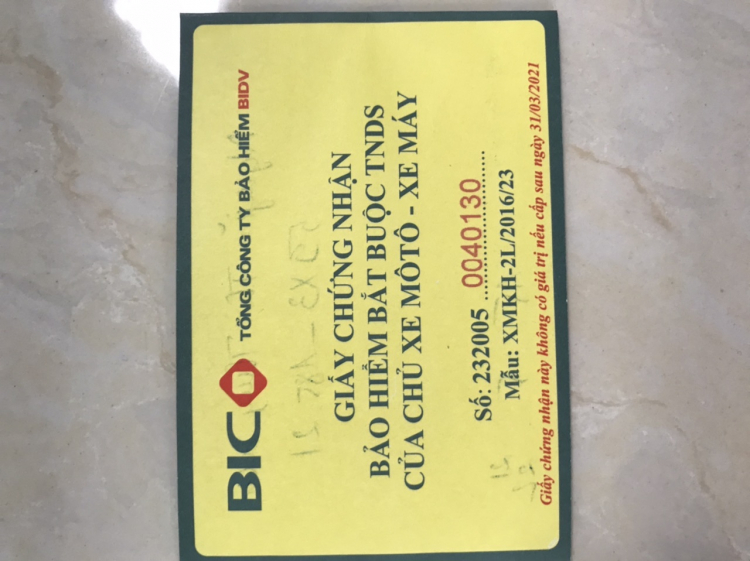 BIC TỔNG CÔNG TY BẢO HIỂM BIDV
GIẤY CHỨNG NHẬN
BẢO HIỂM BẮT BUỘC TNDS
CỦA CHỦ XE MÔTÔ - XE MÁY
Số: 232005 ....0040130....
Mẫu: XMKH-2L/2016/23
Giấy chứng nhận này không có giá trị nếu cấp sau ngày 31/03/2021